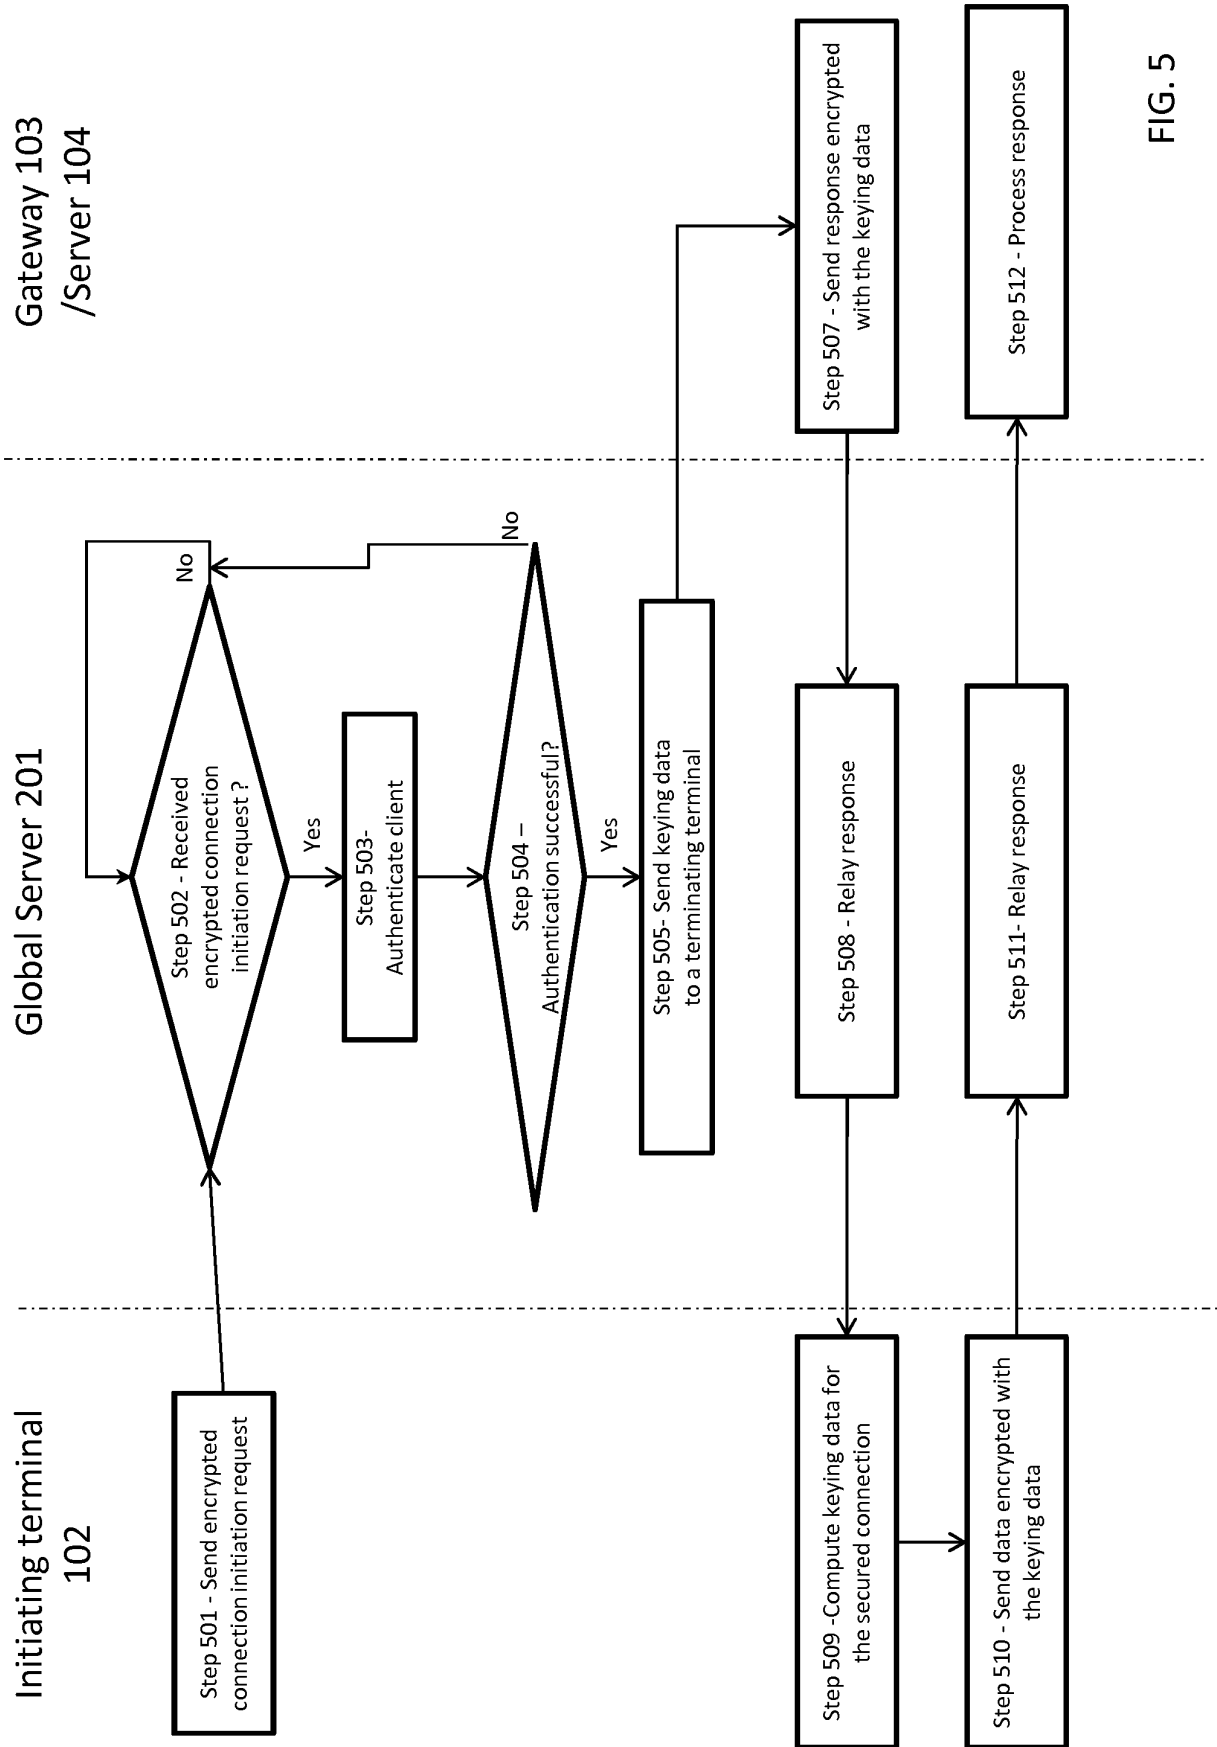 Initiating terminal
102
Global Server 201
Gateway 103
/Server 104
Step 501 - Send encrypted
connection initiation request
Step 502 - Received
encrypted connection
initiation request ?
No
Yes
Step 503-
Authenticate client
Step 504 –
Authentication successful?
No
Yes
Step 505- Send keying data
to a terminating terminal
Step 507 - Send response encrypted
with the keying data
Step 508 - Relay response
Step 509 -Compute keying data for
the secured connection
Step 510 - Send data encrypted with
the keying data
Step 511- Relay response
Step 512 - Process response
FIG. 5